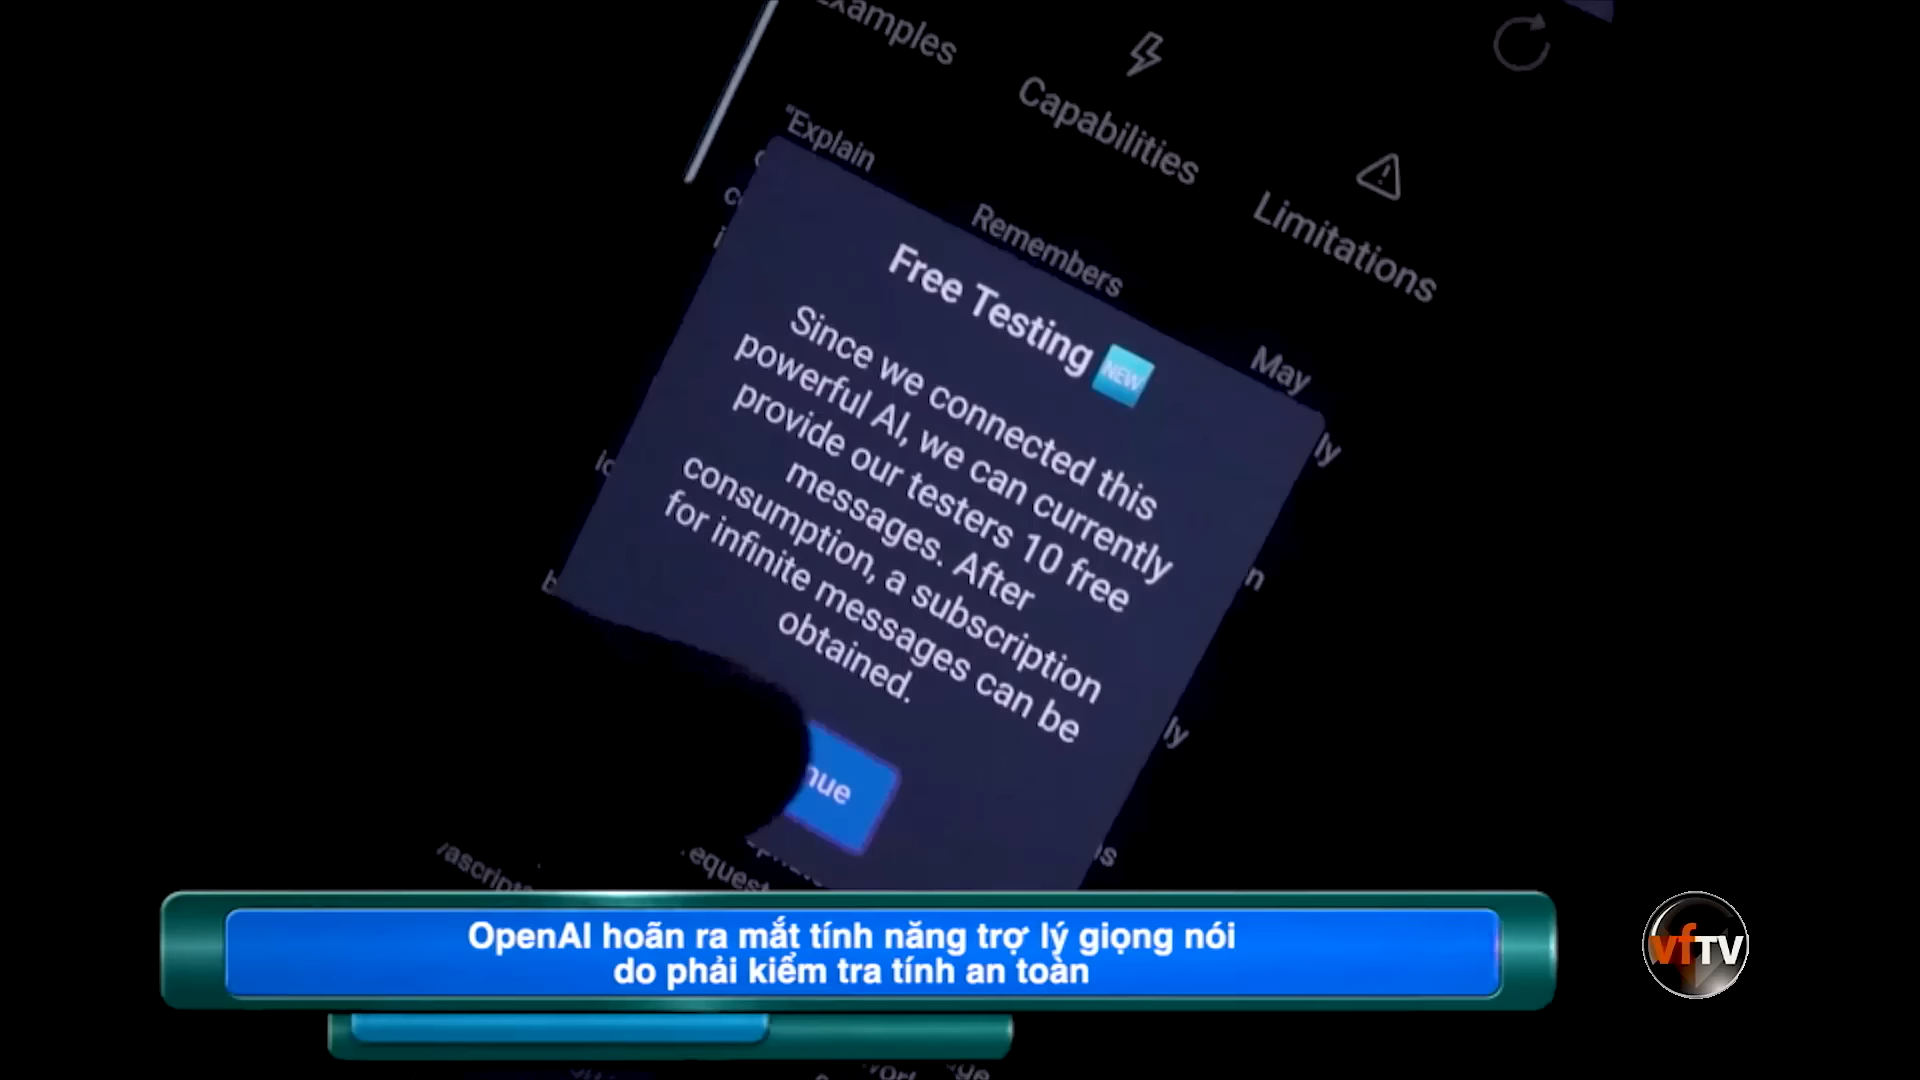 Capabilities
Limitations
"Explain
Remembers
May
Free Testing NEW
Since we connected this
powerful AI, we can currently
provide our testers 10 free
messages. After
consumption, a subscription
for infinite messages can be
obtained.
OpenAI hoãn ra mắt tính năng trợ lý giọng nói
do phải kiểm tra tính an toàn
vfTV